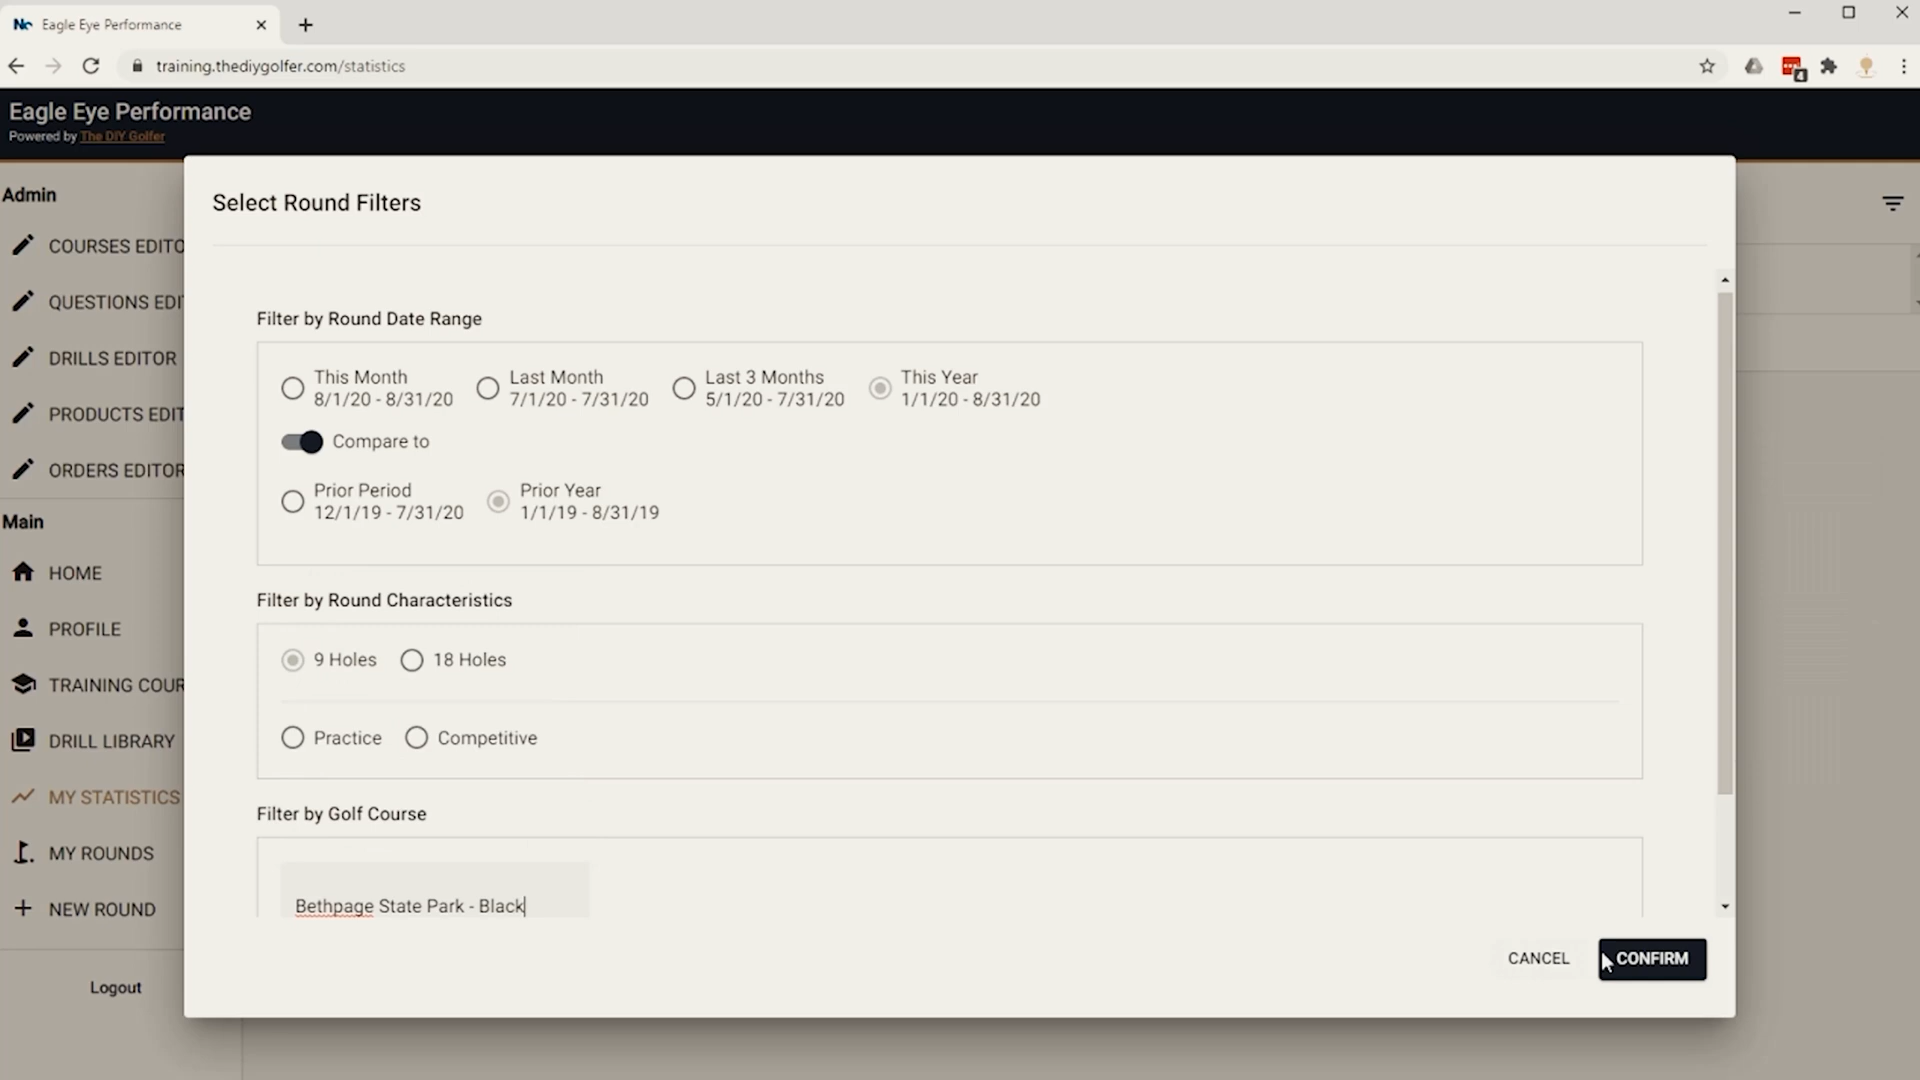 Eagle Eye Performance
training.thediygolfer.com/statistics
4
Eagle Eye Performance
Powered by The DIY Golfer
Admin
COURSES EDITO
QUESTIONS EDI
DRILLS EDITOR
PRODUCTS EDIT
ORDERS EDITOR
Main
HOME
PROFILE
TRAINING COUR
DRILL LIBRARY
MY STATISTICS
MY ROUNDS
NEW ROUND
Logout
Select Round Filters
Filter by Round Date Range
This Month Last Month Last 3 Months This Year
8/1/20 - 8/31/20 7/1/20 - 7/31/20 5/1/20 - 7/31/20 1/1/20 - 8/31/20
Compare to
Prior Period Prior Year
12/1/19 - 7/31/20 1/1/19 - 8/31/19
Filter by Round Characteristics
9 Holes 18 Holes
Practice Competitive
Filter by Golf Course
Bethpage State Park - Black
CANCEL CONFIRM